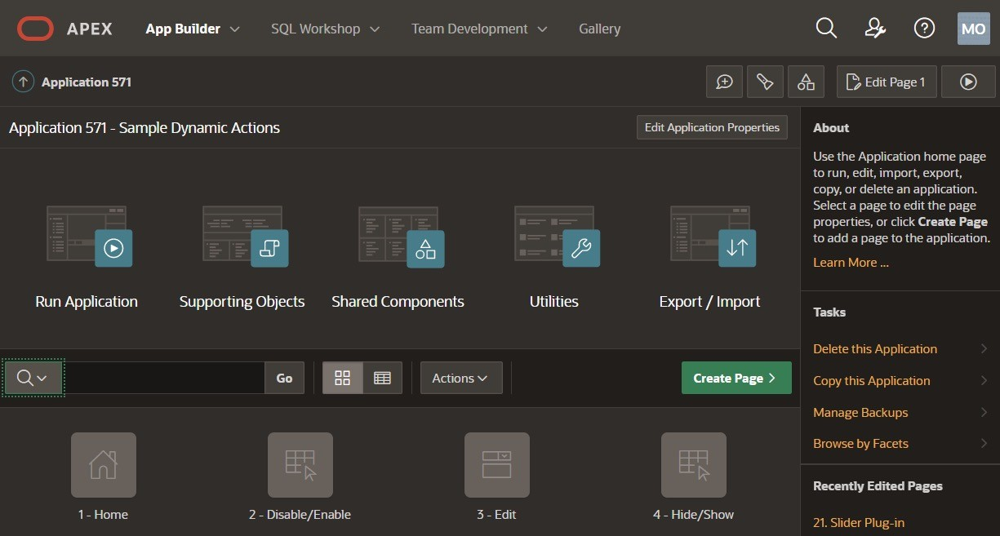 APEX App Builder SQL Workshop Team Development Gallery MO
Application 571 Edit Page 1
Application 571 - Sample Dynamic Actions Edit Application Properties
Run Application Supporting Objects Shared Components Utilities Export / Import
Go Actions Create Page
1 - Home 2 - Disable/Enable 3 - Edit 4 - Hide/Show
About
Use the Application home page
to run, edit, import, export,
copy, or delete an application.
Select a page to edit the page
properties, or click Create Page
to add a page to the application.
Learn More ...
Tasks
Delete this Application
Copy this Application
Manage Backups
Browse by Facets
Recently Edited Pages
21. Slider Plug-in